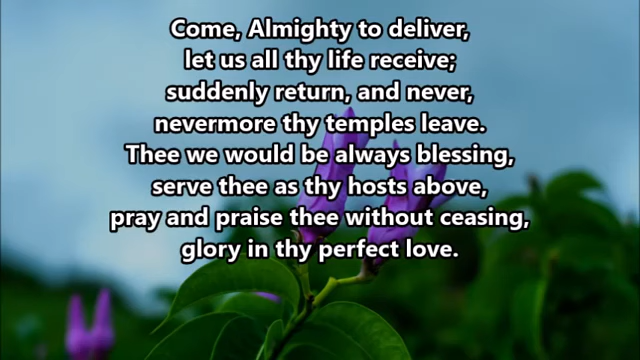 Come, Almighty to deliver,
let us all thy life receive;
suddenly return, and never,
nevermore thy temples leave.
Thee we would be always blessing,
serve thee as thy hosts above,
pray and praise thee without ceasing,
glory in thy perfect love.